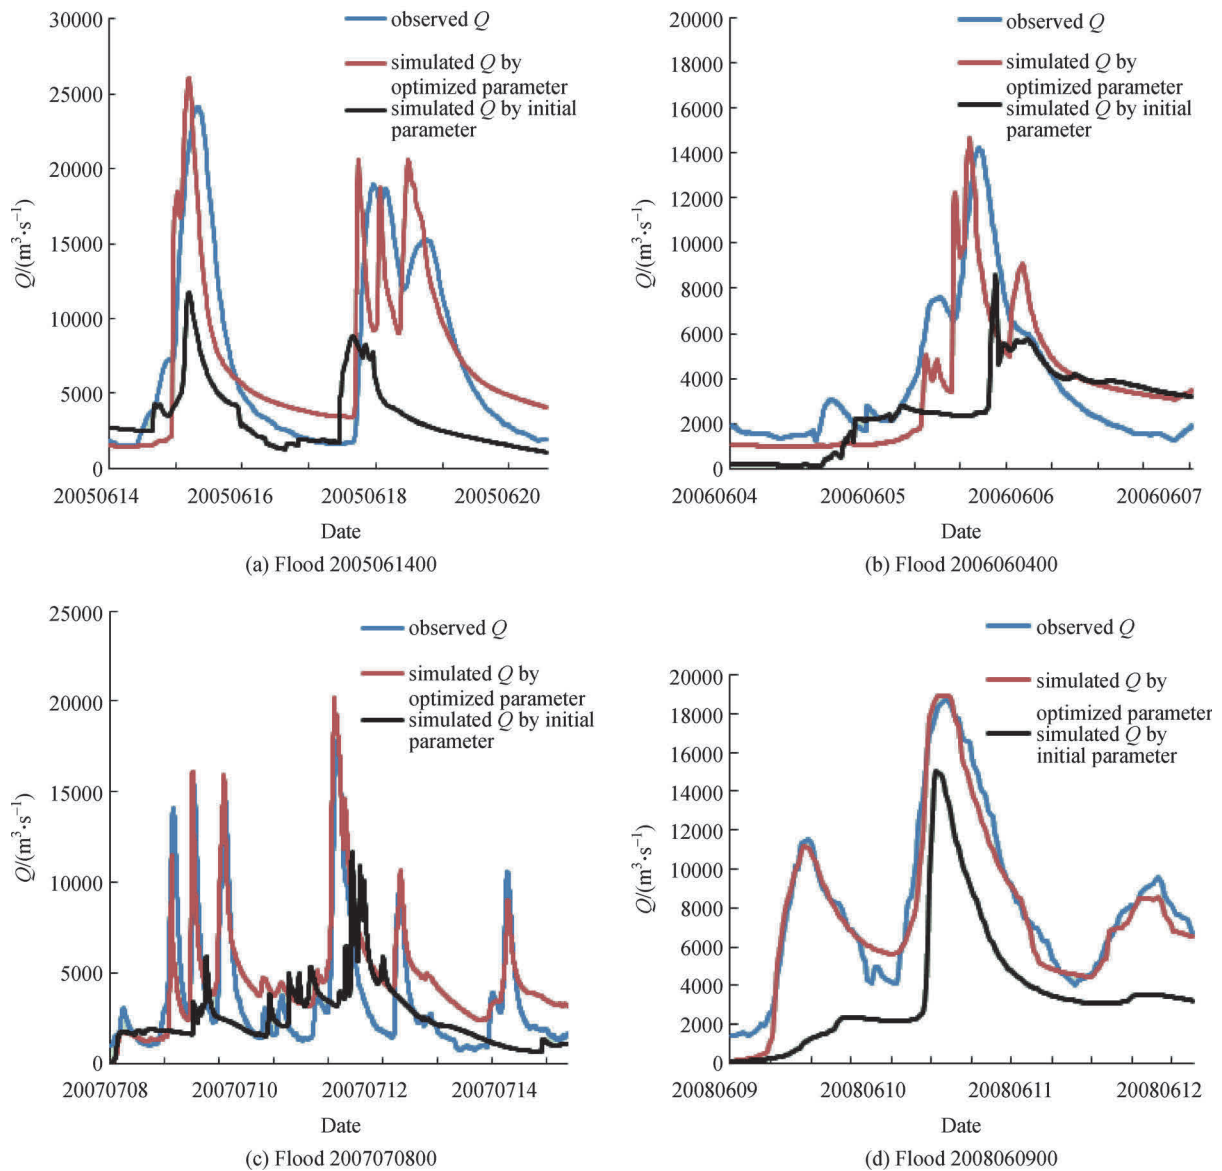 30000
25000
20000
15000
10000
5000
0
Q/(m³·s⁻¹)
observed Q
simulated Q by
optimized parameter
simulated Q by initial
parameter
20050614 20050616 20050618 20050620
Date
(a) Flood 2005061400
20000
18000
16000
14000
12000
10000
8000
6000
4000
2000
0
Q/(m³·s⁻¹)
observed Q
simulated Q by
optimized parameter
simulated Q by initial
parameter
20060604 20060605 20060606 20060607
Date
(b) Flood 2006060400
25000
20000
15000
10000
5000
0
Q/(m³·s⁻¹)
observed Q
simulated Q by
optimized parameter
simulated Q by initial
parameter
20070708 20070710 20070712 20070714
Date
(c) Flood 2007070800
20000
18000
16000
14000
12000
10000
8000
6000
4000
2000
0
Q/(m³·s⁻¹)
observed Q
simulated Q by
optimized parameter
simulated Q by
initial parameter
20080609 20080610 20080611 20080612
Date
(d) Flood 2008060900